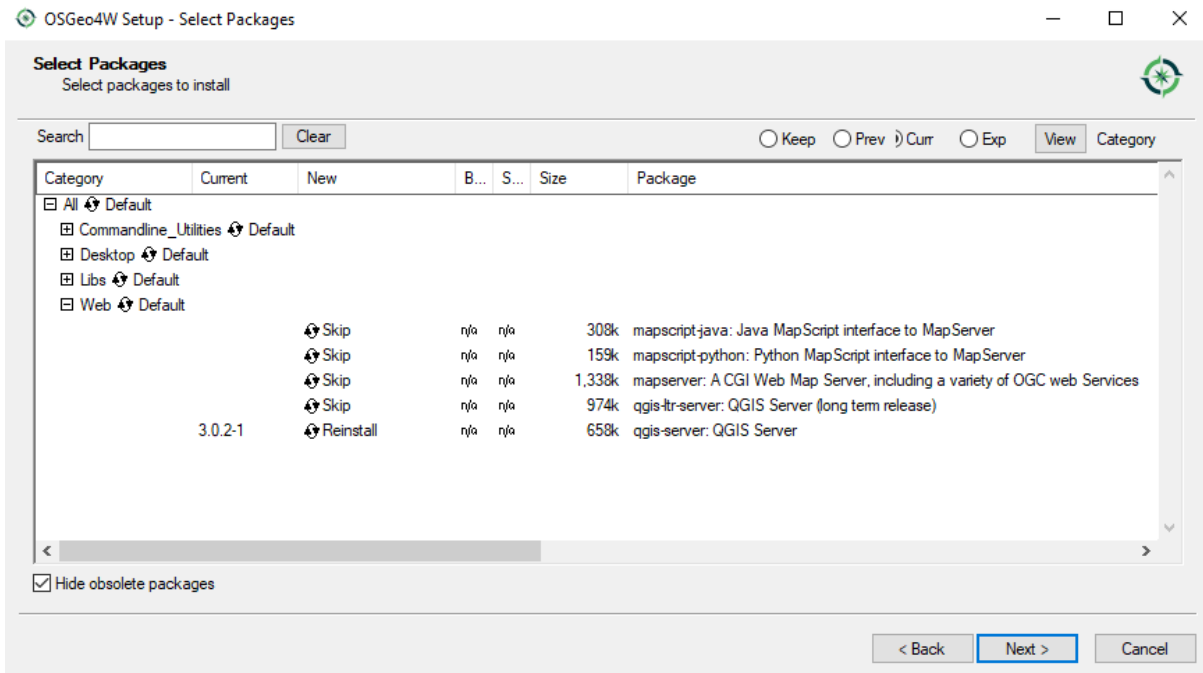 OSGeo4W Setup - Select Packages
Select Packages
Select packages to install
Search Clear Keep Prev Curr Exp View Category
Category Current New B... S... Size Package
All Default
Commandline_Utilities Default
Desktop Default
Libs Default
Web Default
Skip n/a n/a 308k mapscript-java: Java MapScript interface to MapServer
Skip n/a n/a 159k mapscript-python: Python MapScript interface to MapServer
Skip n/a n/a 1,338k mapserver: A CGI Web Map Server, including a variety of OGC web Services
Skip n/a n/a 974k qgis-ltr-server: QGIS Server (long term release)
3.0.2-1 Reinstall n/a n/a 658k qgis-server: QGIS Server
Hide obsolete packages
< Back Next > Cancel